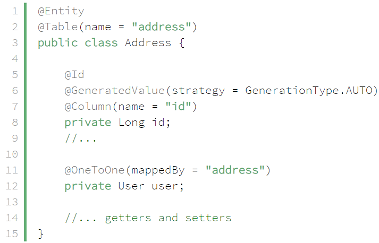 1 @Entity
2 @Table(name = "address")
3 public class Address {
4
5 @Id
6 @GeneratedValue(strategy = GenerationType.AUTO)
7 @Column(name = "id")
8 private Long id;
9 //...
10
11 @OneToOne(mappedBy = "address")
12 private User user;
13
14 //... getters and setters
15 }